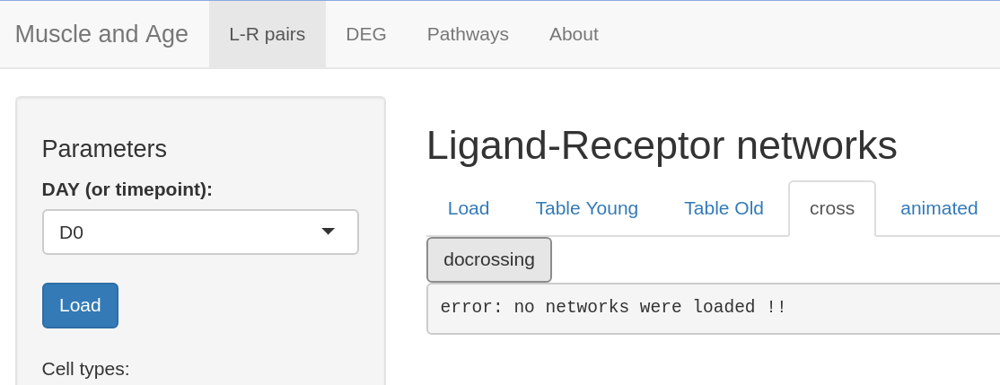 Muscle and Age L-R pairs DEG Pathways About
Parameters
DAY (or timepoint):
D0
Load
Cell types:
Ligand-Receptor networks
Load Table Young Table Old cross animated
docrossing
error: no networks were loaded !!